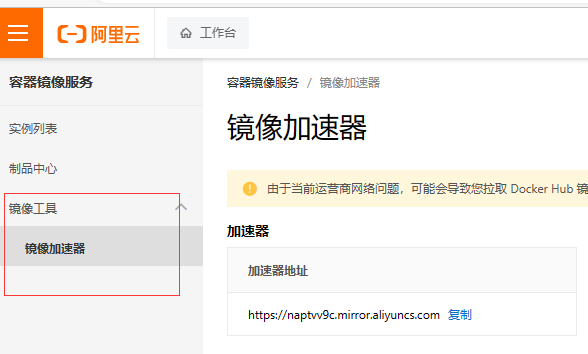 阿里云
工作台
容器镜像服务
实例列表
制品中心
镜像工具
镜像加速器
容器镜像服务 / 镜像加速器
镜像加速器
由于当前运营商网络问题，可能会导致您拉取 Docker Hub 镜
加速器
加速器地址
https://naptvv9c.mirror.aliyuncs.com 复制